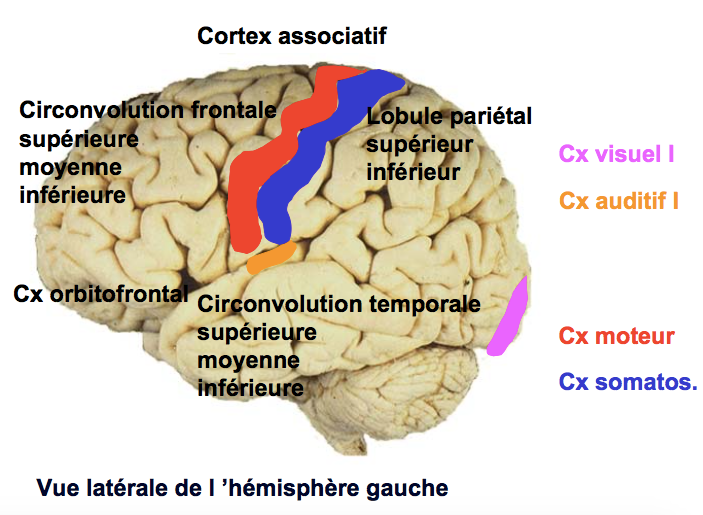 Cortex associatif
Circonvolution frontale
supérieure
moyenne
inférieure
Lobule pariétal
supérieur
inférieur
Cx visuel I
Cx auditif I
Cx orbitofrontal
Circonvolution temporale
supérieure
moyenne
inférieure
Cx moteur
Cx somatos.
Vue latérale de l ’hémisphère gauche